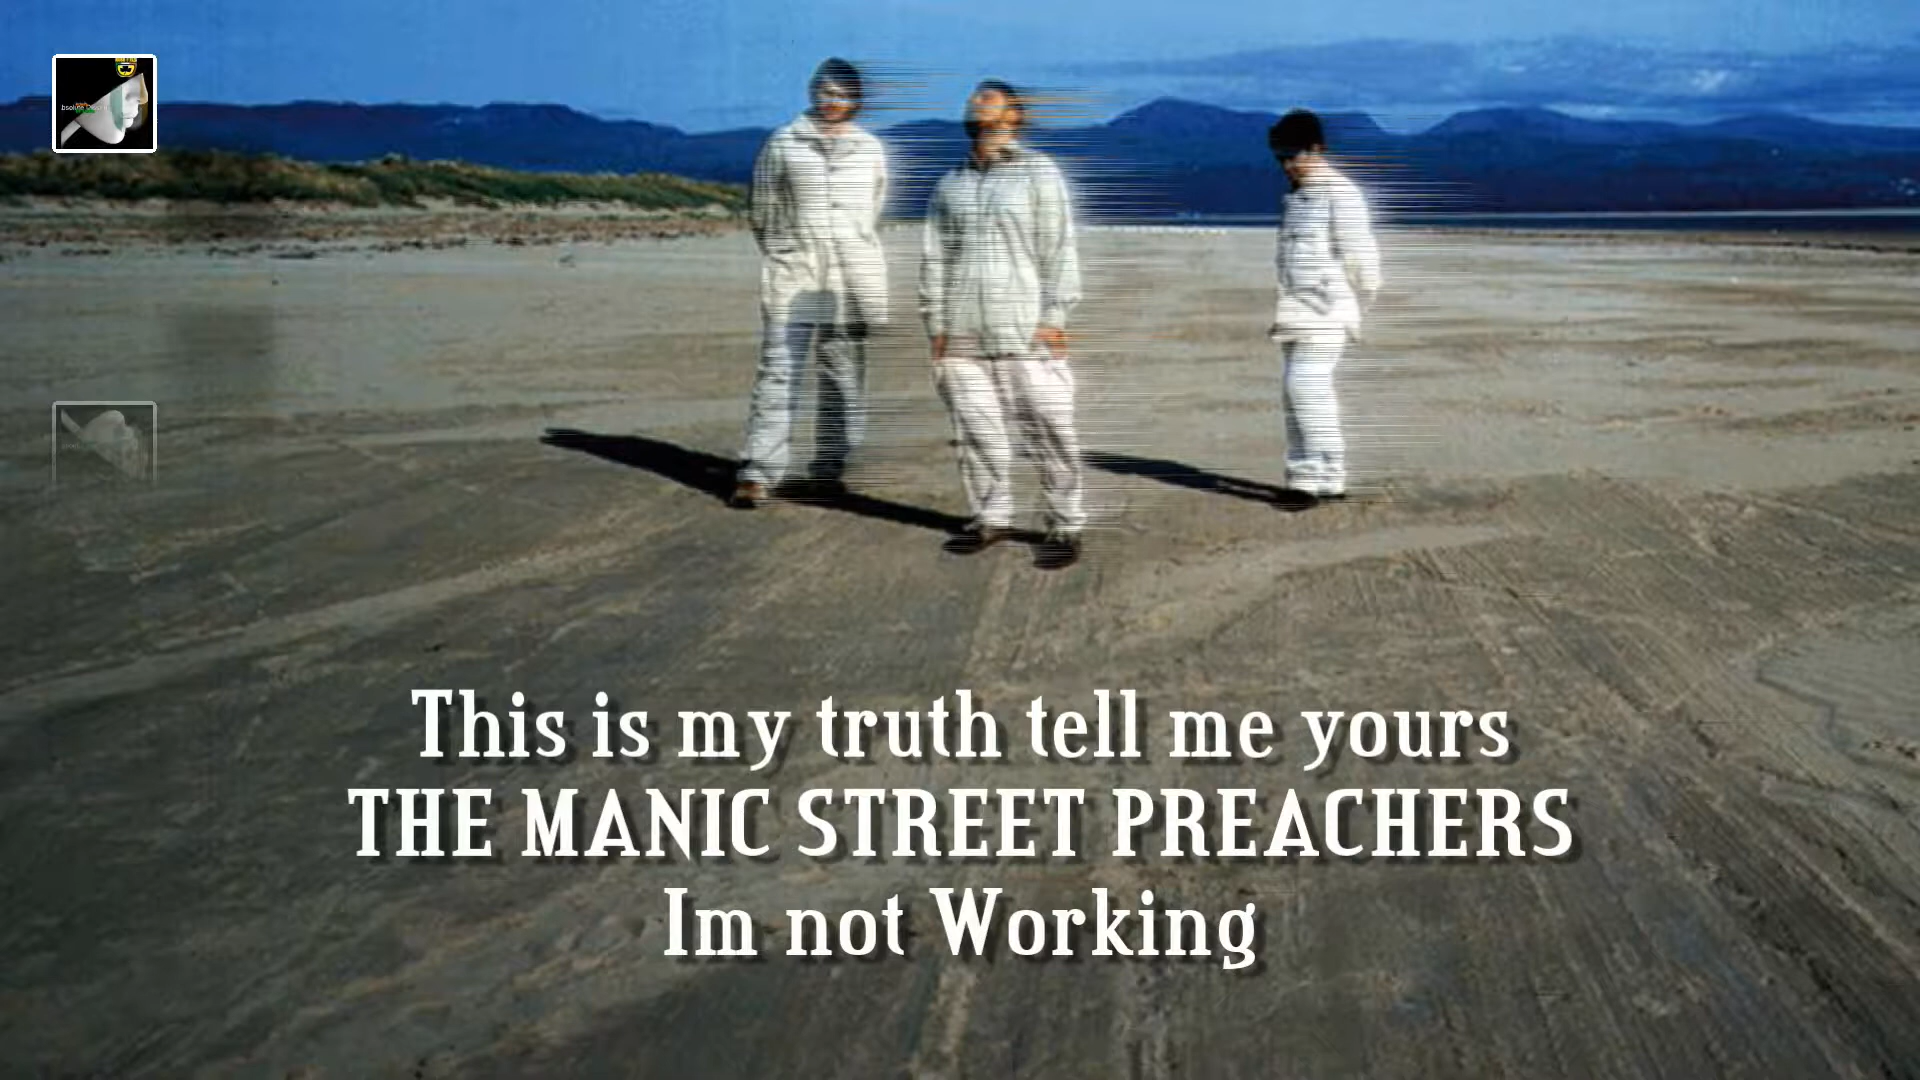 This is my truth tell me yours
THE MANIC STREET PREACHERS
Im not Working